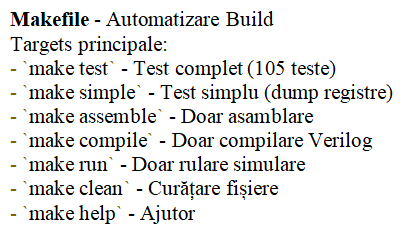 Makefile - Automatizare Build
Targets principale:
- `make test` - Test complet (105 teste)
- `make simple` - Test simplu (dump registre)
- `make assemble` - Doar asamblare
- `make compile` - Doar compilare Verilog
- `make run` - Doar rulare simulare
- `make clean` - Curățare fișiere
- `make help` - Ajutor